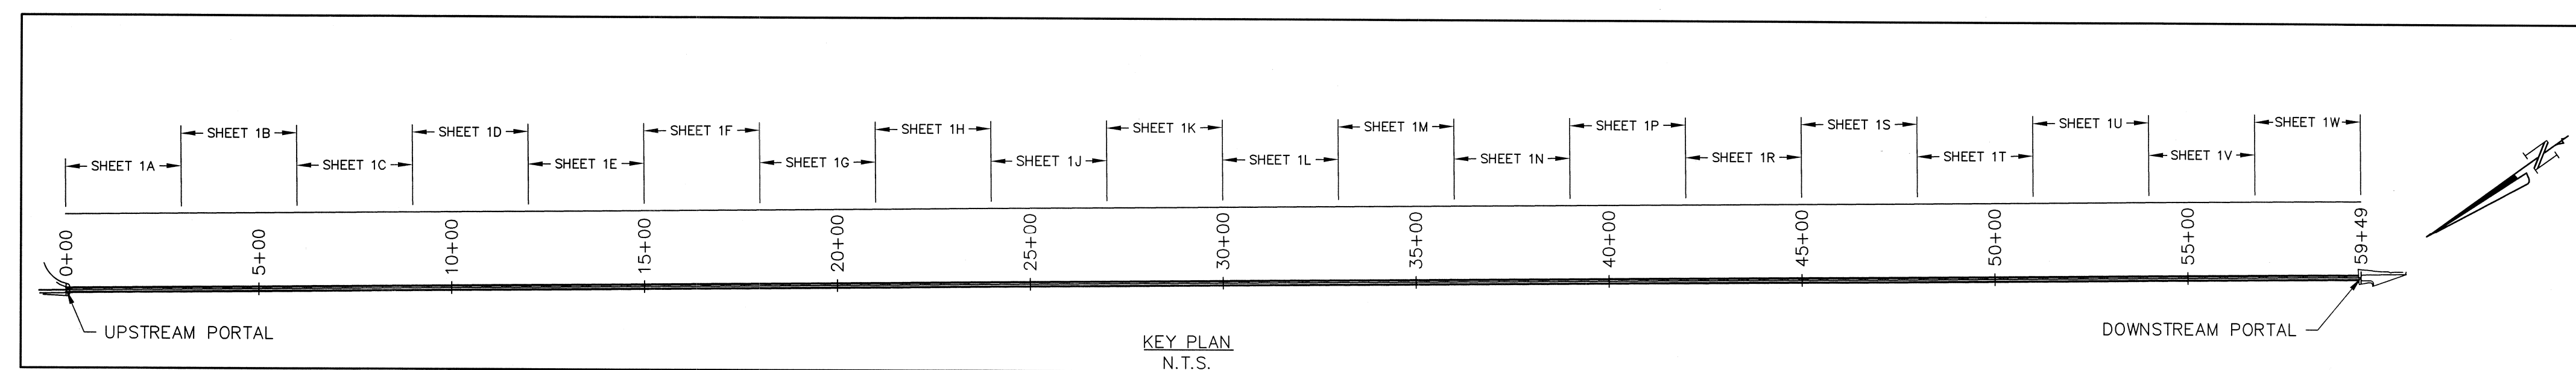 SHEET 1A
SHEET 1B
SHEET 1C
SHEET 1D
SHEET 1E
SHEET 1F
SHEET 1G
SHEET 1H
SHEET 1J
SHEET 1K
SHEET 1L
SHEET 1M
SHEET 1N
SHEET 1P
SHEET 1R
SHEET 1S
SHEET 1T
SHEET 1U
SHEET 1V
SHEET 1W
N
0+00
5+00
10+00
15+00
20+00
25+00
30+00
35+00
40+00
45+00
50+00
55+00
59+49
UPSTREAM PORTAL
DOWNSTREAM PORTAL
KEY PLAN
N.T.S.